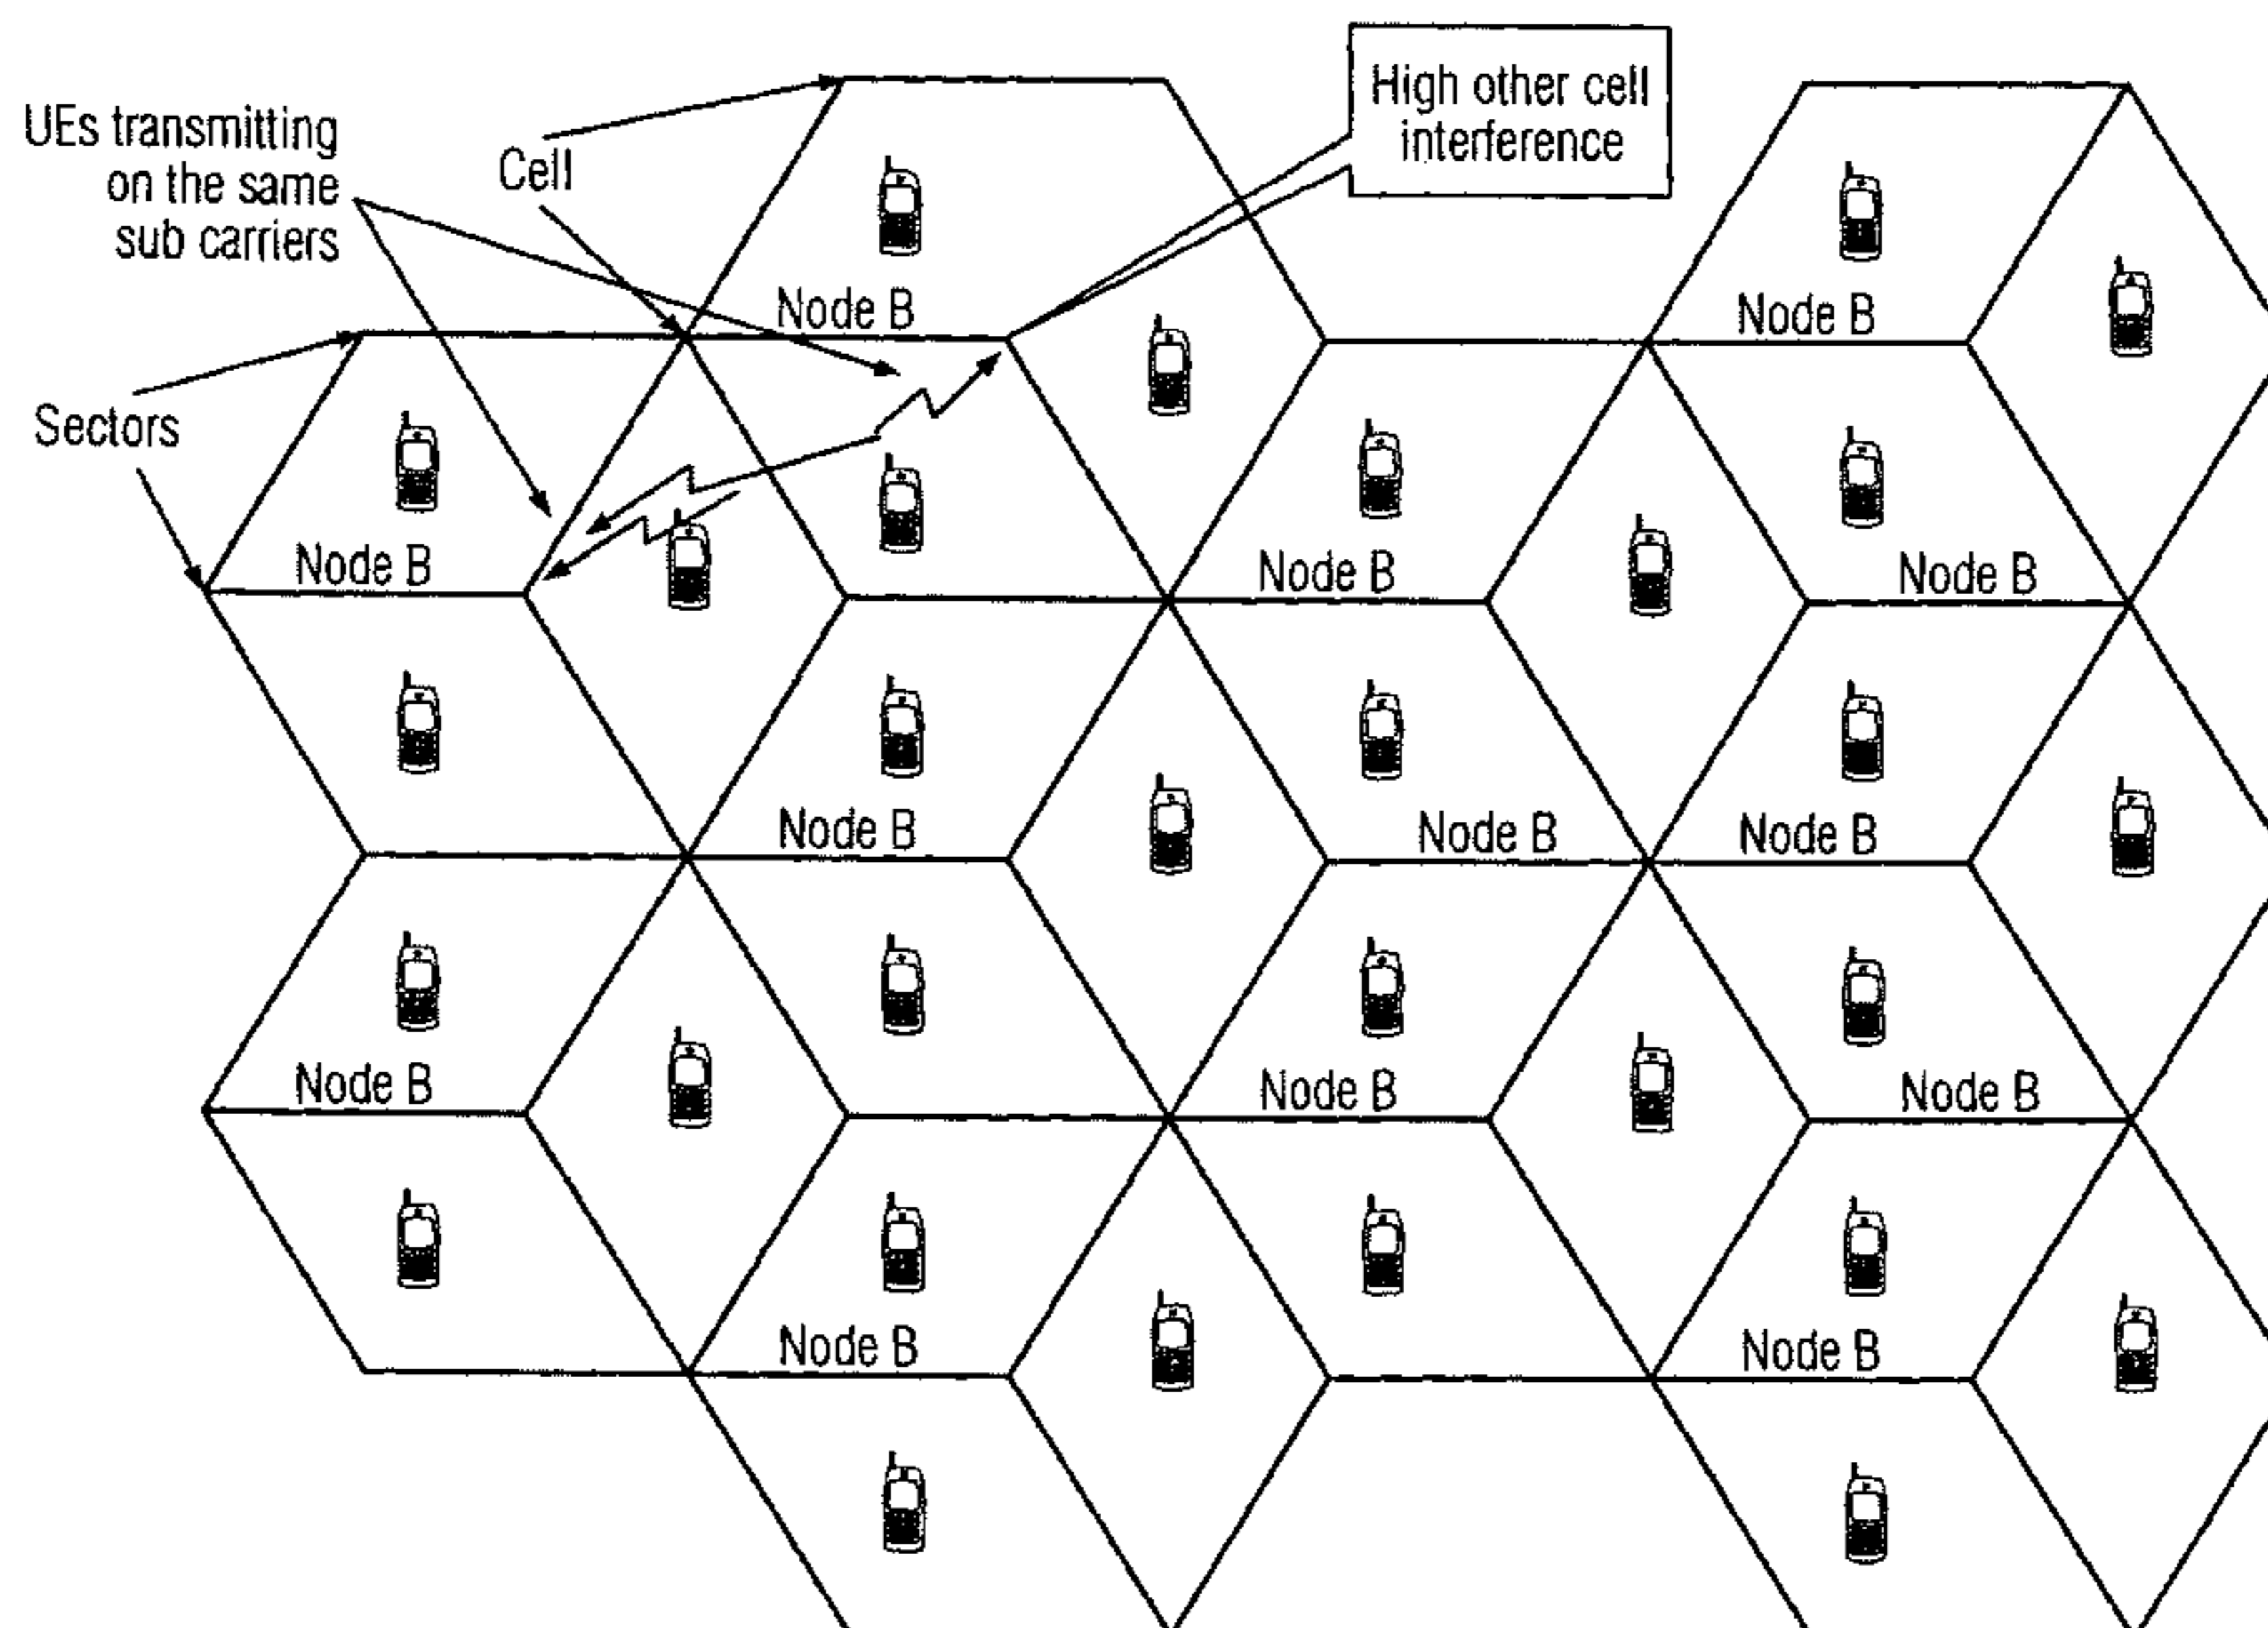 High other cell
interference
UEs transmitting
on the same
sub carriers
Cell
Node B
Node B
Sectors
Node B
Node B
Node B
Node B
Node B
Node B
Node B
Node B
Node B
Node B
Node B